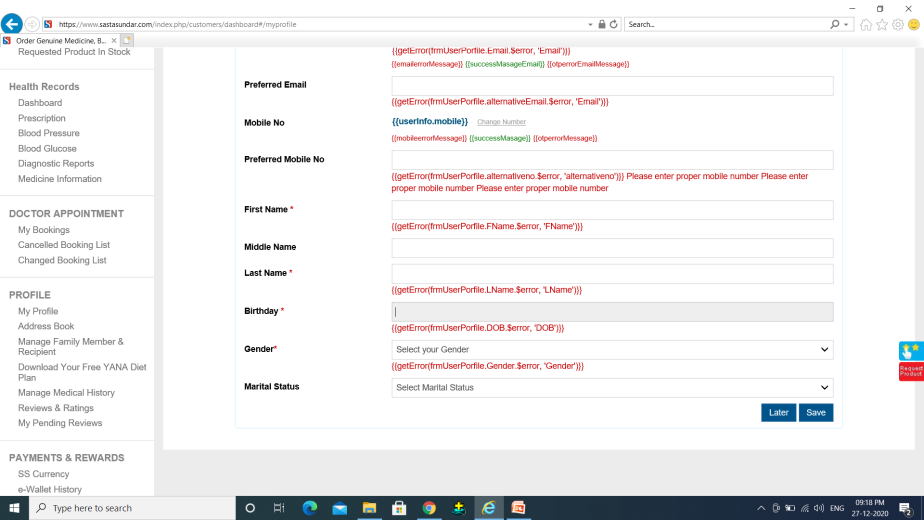 https://www.sastasundar.com/index.php/customers/dashboard#/myprofile
Search...
Order Genuine Medicine, B...
Requested Product In Stock
Health Records
Dashboard
Prescription
Blood Pressure
Blood Glucose
Diagnostic Reports
Medicine Information
DOCTOR APPOINTMENT
My Bookings
Cancelled Booking List
Changed Booking List
PROFILE
My Profile
Address Book
Manage Family Member &
Recipient
Download Your Free YANA Diet
Plan
Manage Medical History
Reviews & Ratings
My Pending Reviews
PAYMENTS & REWARDS
SS Currency
e-Wallet History
{{getError(frmUserPorfile.Email.$error, 'Email')}}
{{emailerrorMessage}} {{successMasageEmail}} {{otperrorEmailMessage}}
Preferred Email
{{getError(frmUserPorfile.alternativeEmail.$error, 'Email')}}
Mobile No {{userInfo.mobile}} Change Number
{{mobileerrorMessage}} {{successMasage}} {{otperrorMessage}}
Preferred Mobile No
{{getError(frmUserPorfile.alternativeno.$error, 'alternativeno')}} Please enter proper mobile number Please enter
proper mobile number Please enter proper mobile number
First Name *
{{getError(frmUserPorfile.FName.$error, 'FName')}}
Middle Name
Last Name *
{{getError(frmUserPorfile.LName.$error, 'LName')}}
Birthday *
{{getError(frmUserPorfile.DOB.$error, 'DOB')}}
Gender* Select your Gender
{{getError(frmUserPorfile.Gender.$error, 'Gender')}}
Marital Status Select Marital Status
Later Save
Request
Product
Type here to search
ENG
09:18 PM
27-12-2020